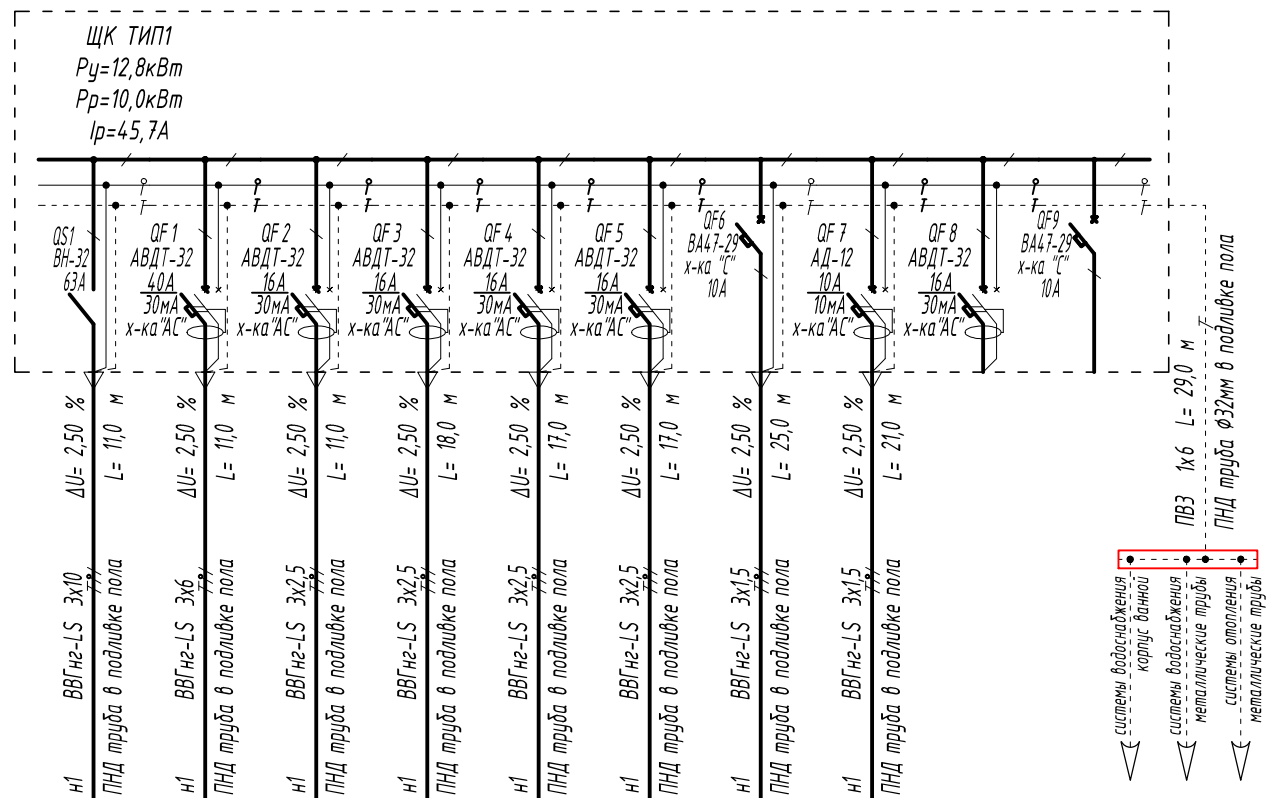 ЩК ТИП1
Ру=12,8кВт
Рр=10,0кВт
Iр=45,7А
QS1
ВН-32
63А
QF 1
АВДТ-32
40А
30мА
х-ка"АС"
QF 2
АВДТ-32
16А
30мА
х-ка"АС"
QF 3
АВДТ-32
16А
30мА
х-ка"АС"
QF 4
АВДТ-32
16А
30мА
х-ка"АС"
QF 5
АВДТ-32
16А
30мА
х-ка"АС"
QF6
ВА47-29
х-ка "С"
10А
QF 7
АД-12
10А
10мА
х-ка"АС"
QF 8
АВДТ-32
16А
30мА
х-ка"АС"
QF9
ВА47-29
х-ка "С"
10А
н1 ВВГнг-LS 3х10 ΔU= 2,50 %
ПНД труба в подливке пола L= 11,0 м
н1 ВВГнг-LS 3х6 ΔU= 2,50 %
ПНД труба в подливке пола L= 11,0 м
н1 ВВГнг-LS 3х2,5 ΔU= 2,50 %
ПНД труба в подливке пола L= 11,0 м
н1 ВВГнг-LS 3х2,5 ΔU= 2,50 %
ПНД труба в подливке пола L= 18,0 м
н1 ВВГнг-LS 3х2,5 ΔU= 2,50 %
ПНД труба в подливке пола L= 17,0 м
н1 ВВГнг-LS 3х2,5 ΔU= 2,50 %
ПНД труба в подливке пола L= 17,0 м
н1 ВВГнг-LS 3х1,5 ΔU= 2,50 %
ПНД труба в подливке пола L= 25,0 м
н1 ВВГнг-LS 3х1,5 ΔU= 2,50 %
ПНД труба в подливке пола L= 21,0 м
ПВ3 1х6 L= 29,0 м
ПНД труба ф32мм в подливке пола
системы водоснабжения
корпус ванной
системы водоснабжения
металлические трубы
системы отопления
металлические трубы